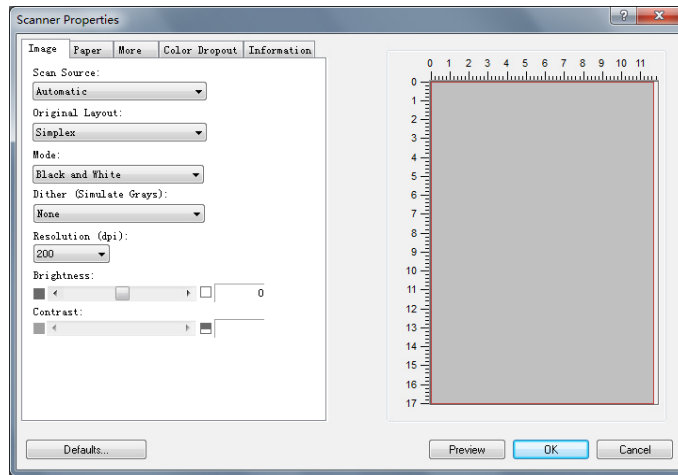 Scanner Properties
Image Paper More Color Dropout Information
Scan Source:
Automatic
Original Layout:
Simplex
Mode:
Black and White
Dither (Simulate Grays):
None
Resolution (dpi):
200
Brightness:
0
Contrast:
0 1 2 3 4 5 6 7 8 9 10 11
0
1
2
3
4
5
6
7
8
9
10
11
12
13
14
15
16
17
Defaults... Preview OK Cancel